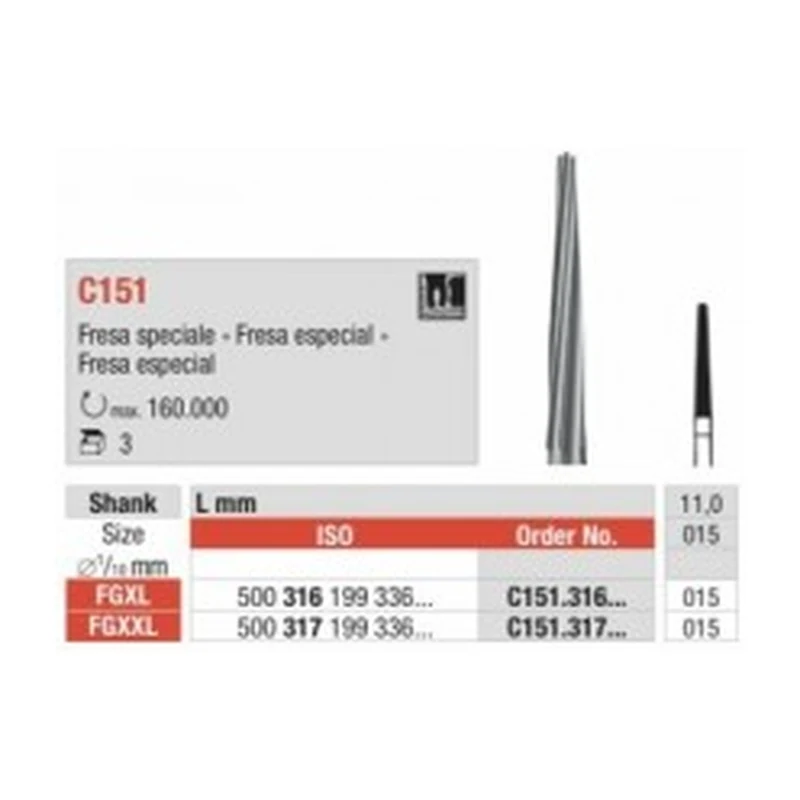 C151
Fresa speciale - Fresa especial -
Fresa especial
max. 160.000
3
Shank L mm 11,0
Size ISO Order No. 015
∅ 1/10 mm
FGXL 500 316 199 336... C151.316... 015
FGXXL 500 317 199 336... C151.317... 015